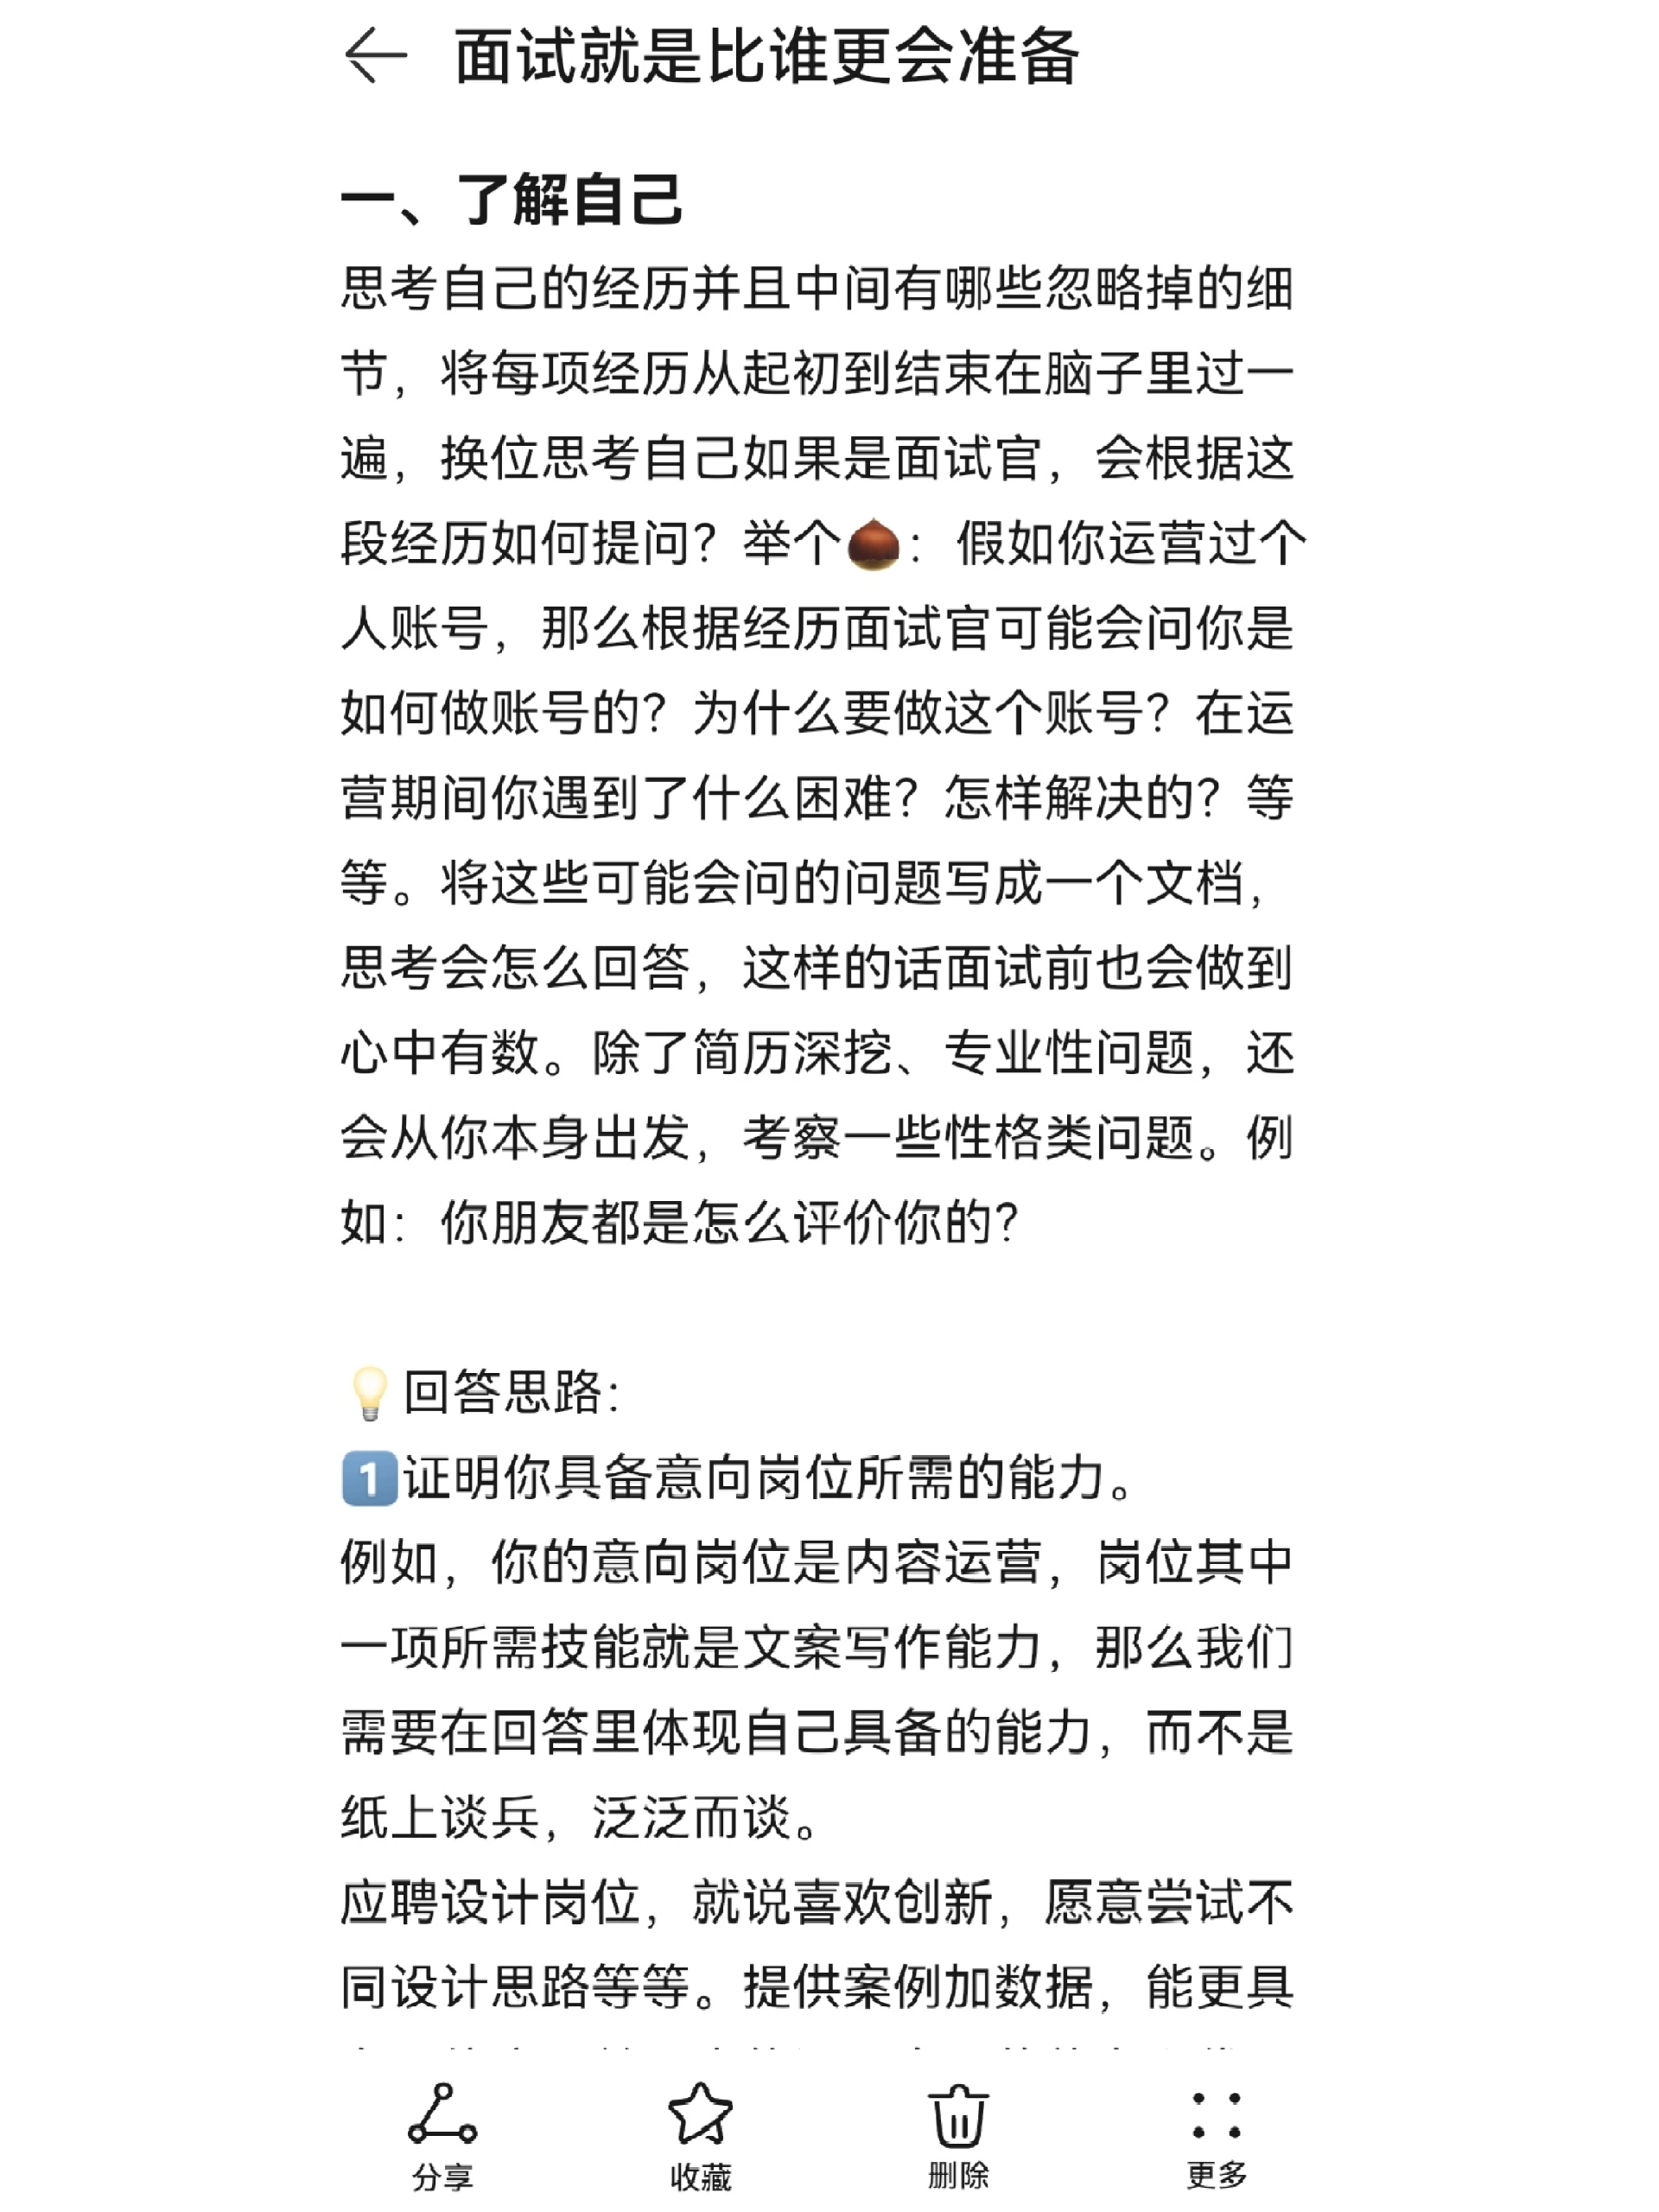 面试就是比谁更会准备
一、了解自己
思考自己的经历并且中间有哪些忽略掉的细
节，将每项经历从起初到结束在脑子里过一
遍，换位思考自己如果是面试官，会根据这
段经历如何提问？举个🌰：假如你运营过个
人账号，那么根据经历面试官可能会问你是
如何做账号的？为什么要做这个账号？在运
营期间你遇到了什么困难？怎样解决的？等
等。将这些可能会问的问题写成一个文档，
思考会怎么回答，这样的话面试前也会做到
心中有数。除了简历深挖、专业性问题，还
会从你本身出发，考察一些性格类问题。例
如：你朋友都是怎么评价你的？
💡回答思路：
1️⃣证明你具备意向岗位所需的能力。
例如，你的意向岗位是内容运营，岗位其中
一项所需技能就是文案写作能力，那么我们
需要在回答里体现自己具备的能力，而不是
纸上谈兵，泛泛而谈。
应聘设计岗位，就说喜欢创新，愿意尝试不
同设计思路等等。提供案例加数据，能更具
分享 收藏 删除 更多